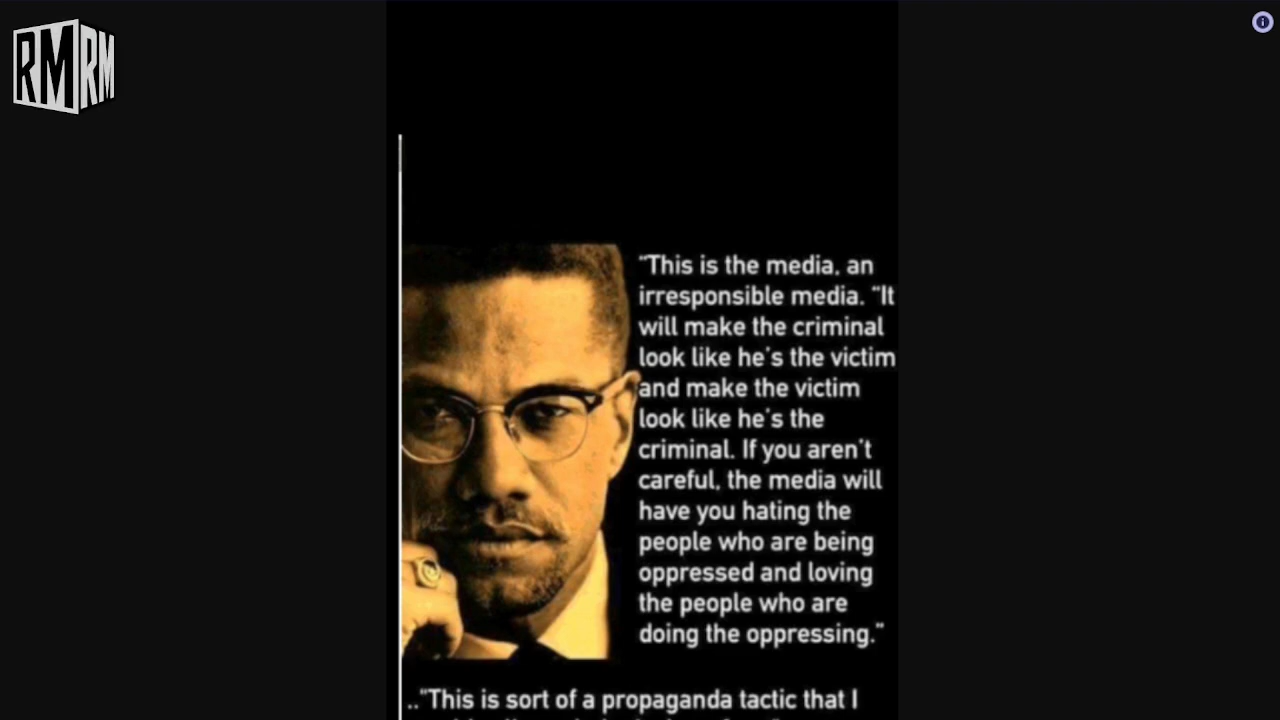 RM RM
"This is the media, an
irresponsible media. "It
will make the criminal
look like he's the victim
and make the victim
look like he's the
criminal. If you aren't
careful, the media will
have you hating the
people who are being
oppressed and loving
the people who are
doing the oppressing."
.."This is sort of a propaganda tactic that I